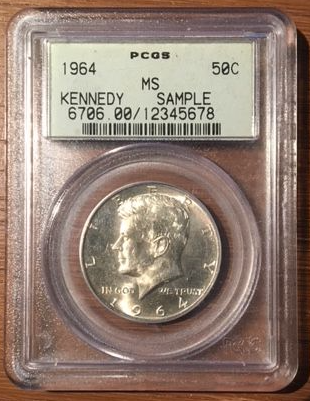 PCGS
1964 50C
MS
KENNEDY SAMPLE
6706.00/12345678
LIBERTY
IN GOD WE TRUST
1964